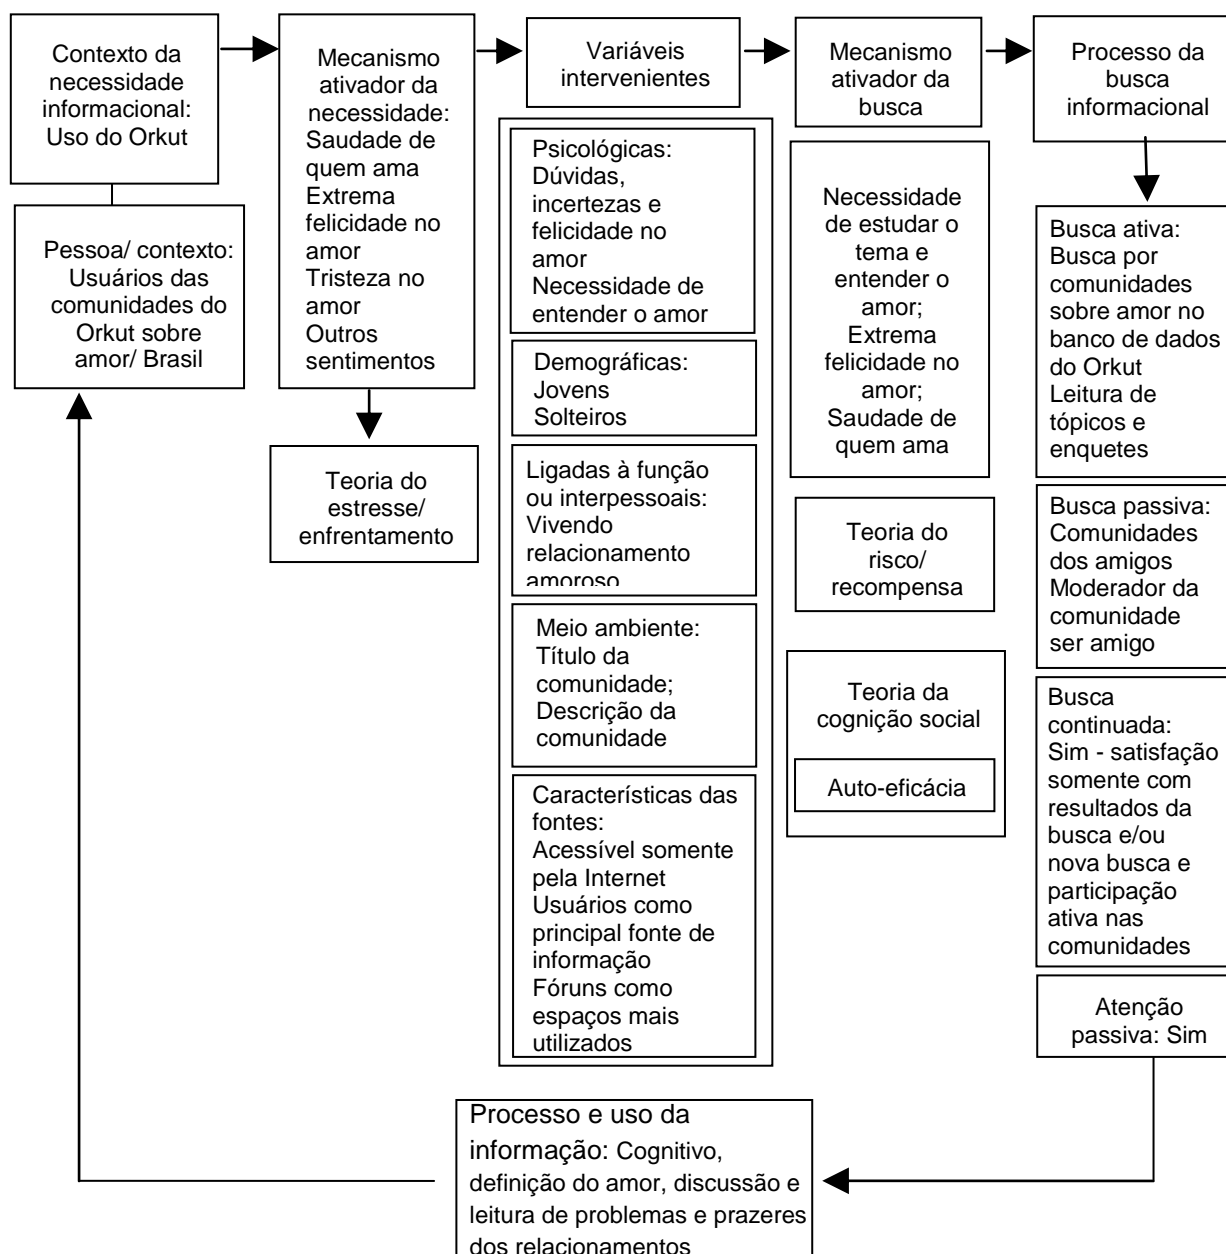 Contexto da
necessidade
informacional:
Uso do Orkut
Pessoa/ contexto:
Usuários das
comunidades do
Orkut sobre
amor/ Brasil
Mecanismo
ativador da
necessidade:
Saudade de
quem ama
Extrema
felicidade no
amor
Tristeza no
amor
Outros
sentimentos
Teoria do
estresse/
enfrentamento
Variáveis
intervenientes
Psicológicas:
Dúvidas,
incertezas e
felicidade no
amor
Necessidade de
entender o amor
Demográficas:
Jovens
Solteiros
Ligadas à função
ou interpessoais:
Vivendo
relacionamento
amoroso
Meio ambiente:
Título da
comunidade;
Descrição da
comunidade
Características das
fontes:
Acessível somente
pela Internet
Usuários como
principal fonte de
informação
Fóruns como
espaços mais
utilizados
Mecanismo
ativador da
busca
Necessidade
de estudar o
tema e
entender o
amor;
Extrema
felicidade no
amor;
Saudade de
quem ama
Teoria do
risco/
recompensa
Teoria da
cognição social
Auto-eficácia
Processo da
busca
informacional
Busca ativa:
Busca por
comunidades
sobre amor no
banco de dados
do Orkut
Leitura de
tópicos e
enquetes
Busca passiva:
Comunidades
dos amigos
Moderador da
comunidade
ser amigo
Busca
continuada:
Sim - satisfação
somente com
resultados da
busca e/ou
nova busca e
participação
ativa nas
comunidades
Atenção
passiva: Sim
Processo e uso da
informação: Cognitivo,
definição do amor, discussão e
leitura de problemas e prazeres
dos relacionamentos